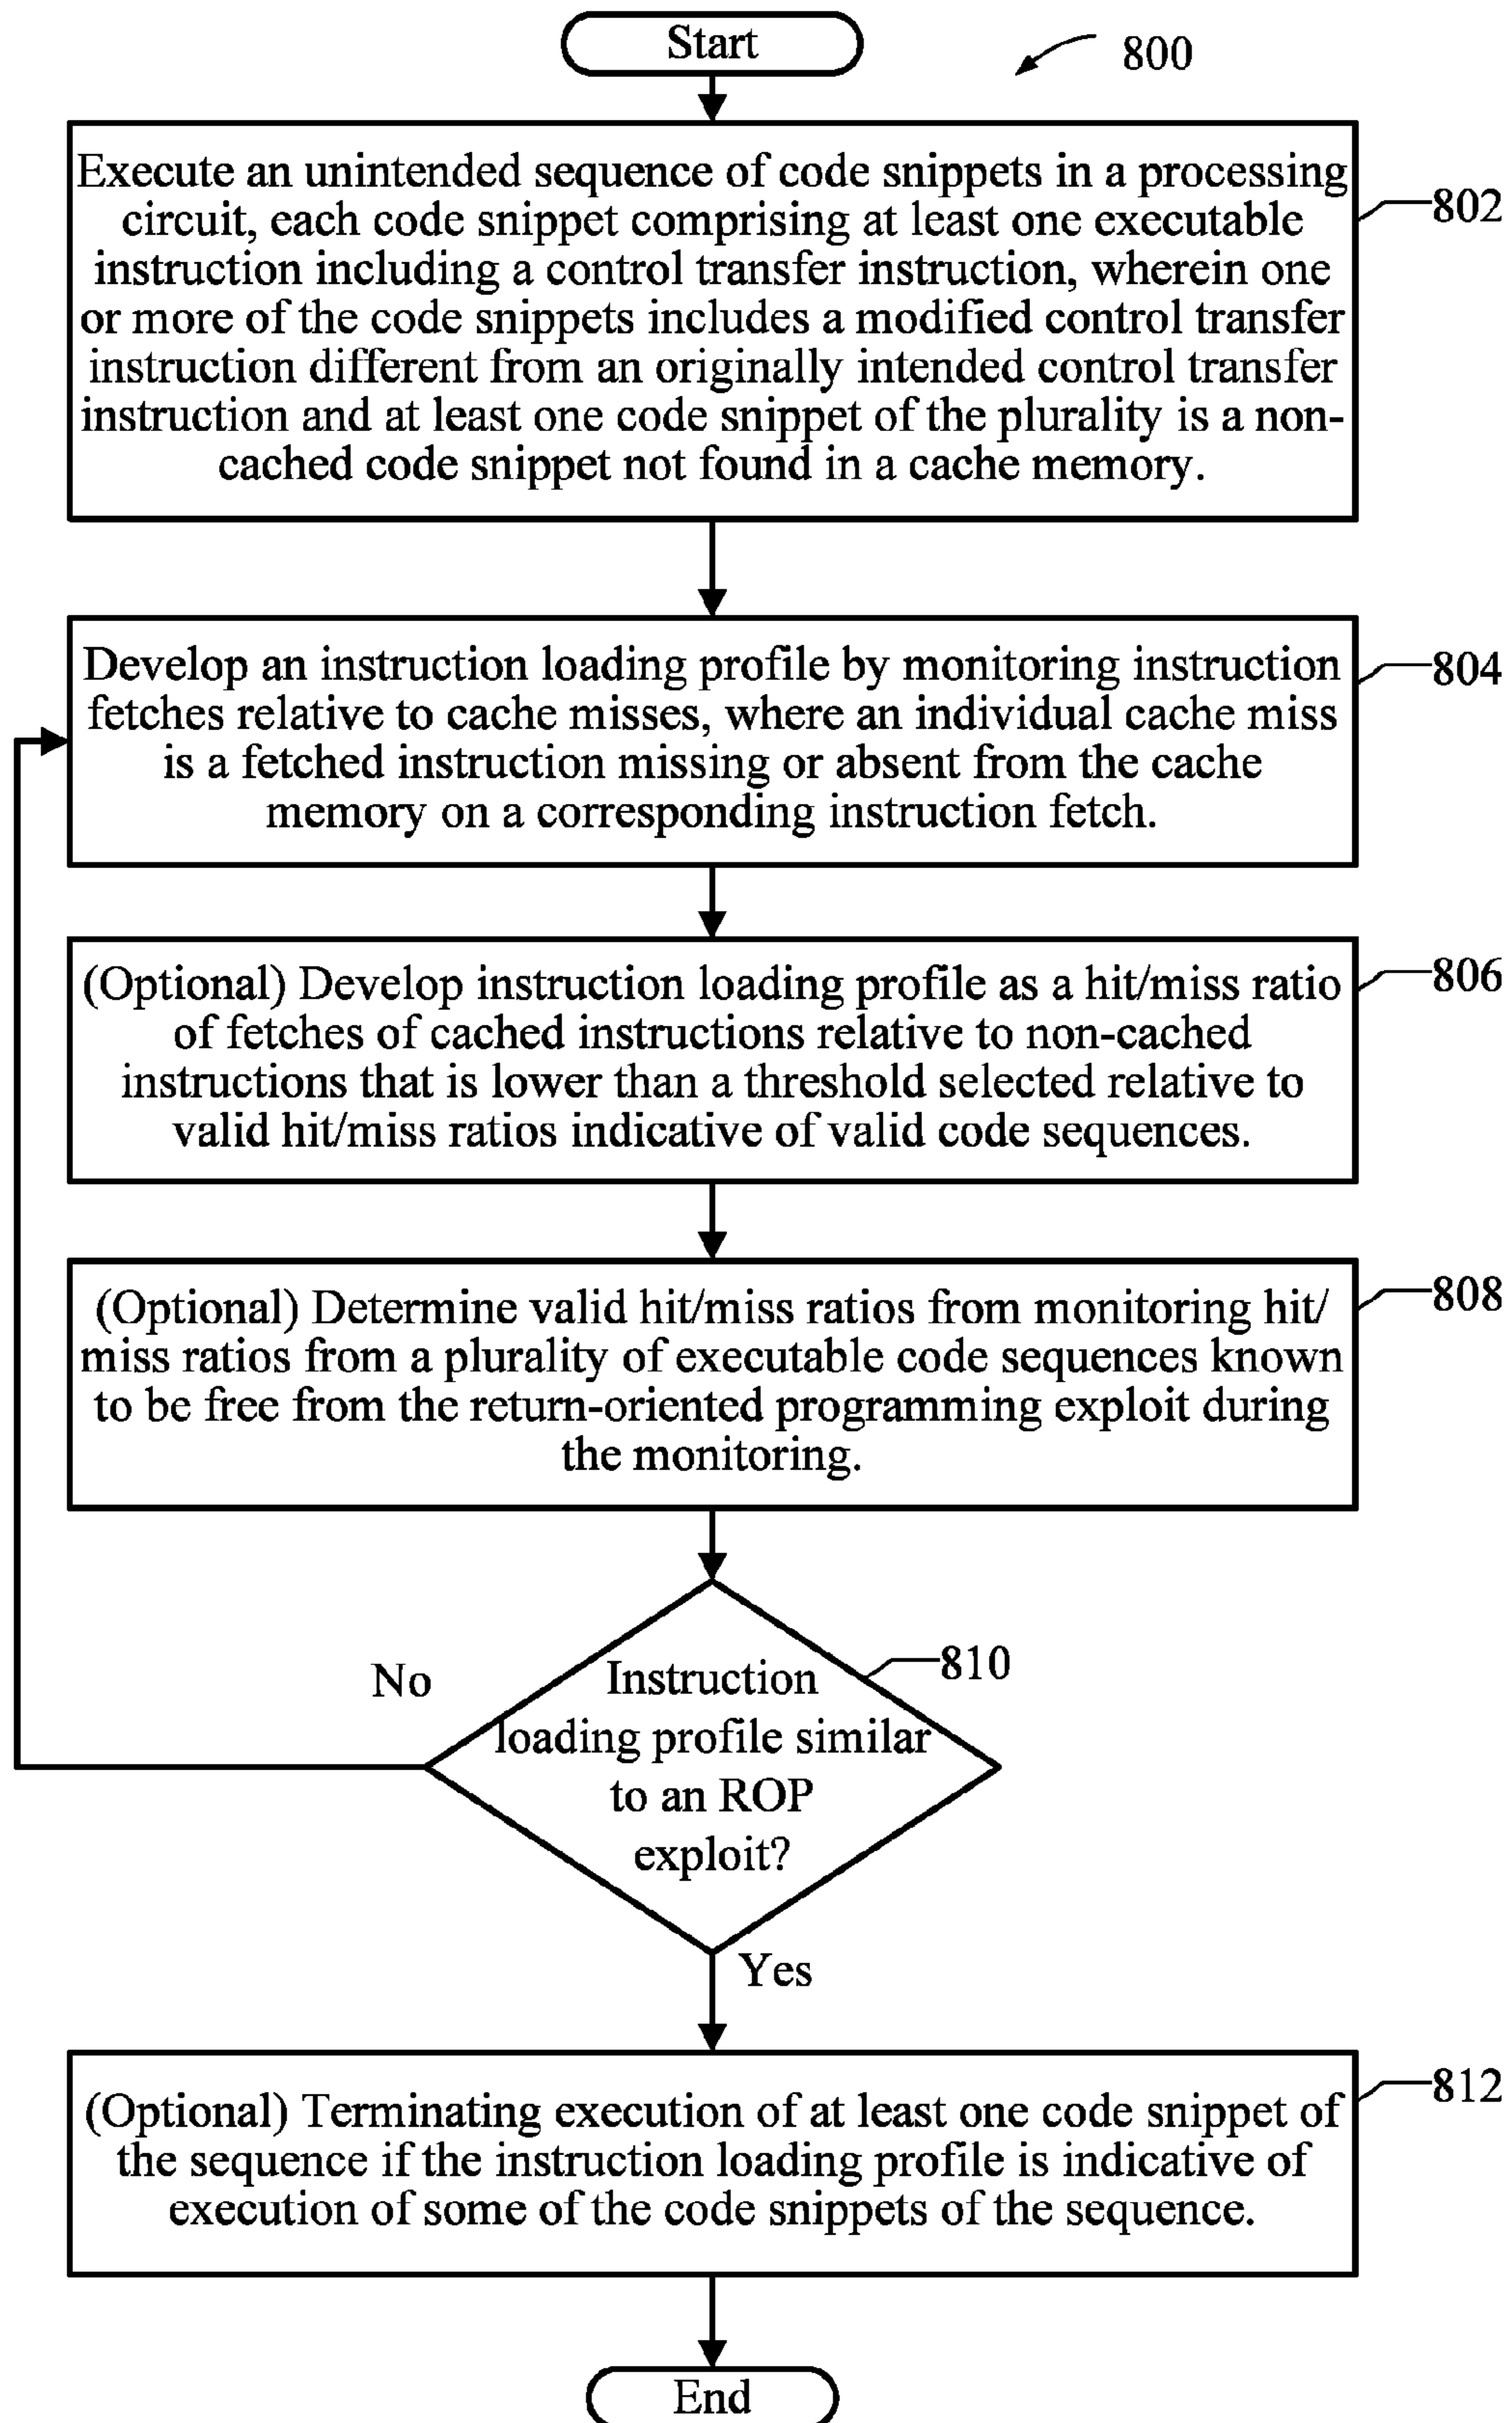 Start
800
Execute an unintended sequence of code snippets in a processing
circuit, each code snippet comprising at least one executable
instruction including a control transfer instruction, wherein one
or more of the code snippets includes a modified control transfer
instruction different from an originally intended control transfer
instruction and at least one code snippet of the plurality is a non-
cached code snippet not found in a cache memory.
802
Develop an instruction loading profile by monitoring instruction
fetches relative to cache misses, where an individual cache miss
is a fetched instruction missing or absent from the cache
memory on a corresponding instruction fetch.
804
(Optional) Develop instruction loading profile as a hit/miss ratio
of fetches of cached instructions relative to non-cached
instructions that is lower than a threshold selected relative to
valid hit/miss ratios indicative of valid code sequences.
806
(Optional) Determine valid hit/miss ratios from monitoring hit/
miss ratios from a plurality of executable code sequences known
to be free from the return-oriented programming exploit during
the monitoring.
808
No
Instruction
loading profile similar
to an ROP
exploit?
810
Yes
(Optional) Terminating execution of at least one code snippet of
the sequence if the instruction loading profile is indicative of
execution of some of the code snippets of the sequence.
812
End